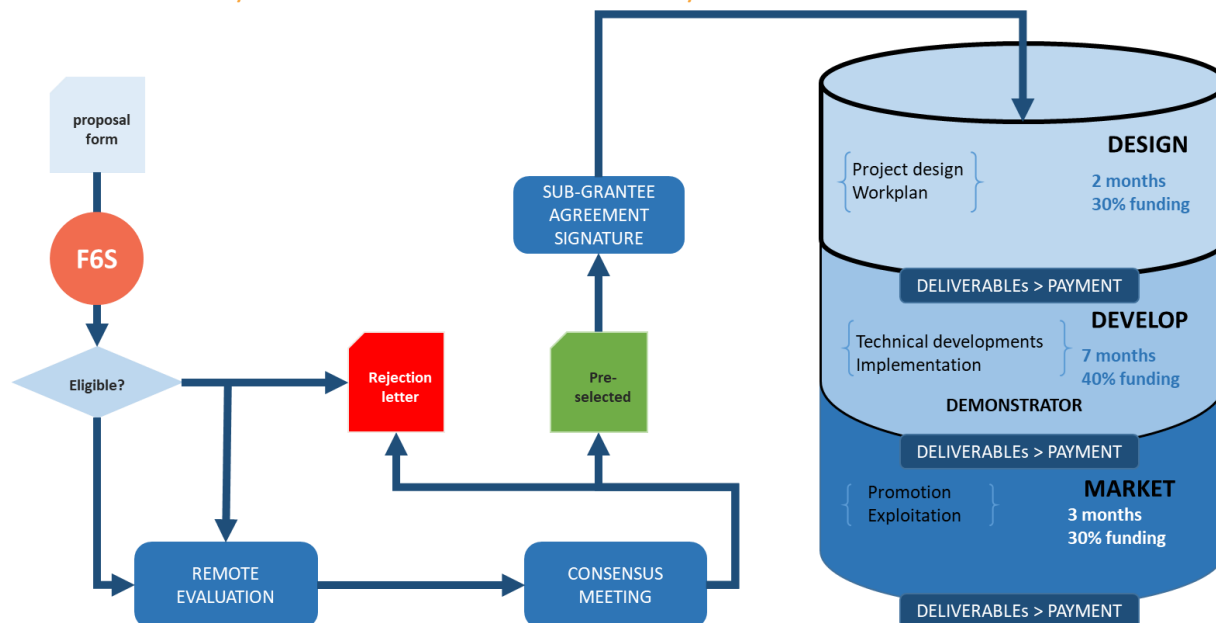 proposal
form
F6S
Eligible?
Rejection
letter
Pre-
selected
REMOTE
EVALUATION
CONSENSUS
MEETING
SUB-GRANTEE
AGREEMENT
SIGNATURE
DESIGN
Project design
Workplan
2 months
30% funding
DELIVERABLEs > PAYMENT
DEVELOP
Technical developments
Implementation
7 months
40% funding
DEMONSTRATOR
DELIVERABLEs > PAYMENT
MARKET
Promotion
Exploitation
3 months
30% funding
DELIVERABLEs > PAYMENT